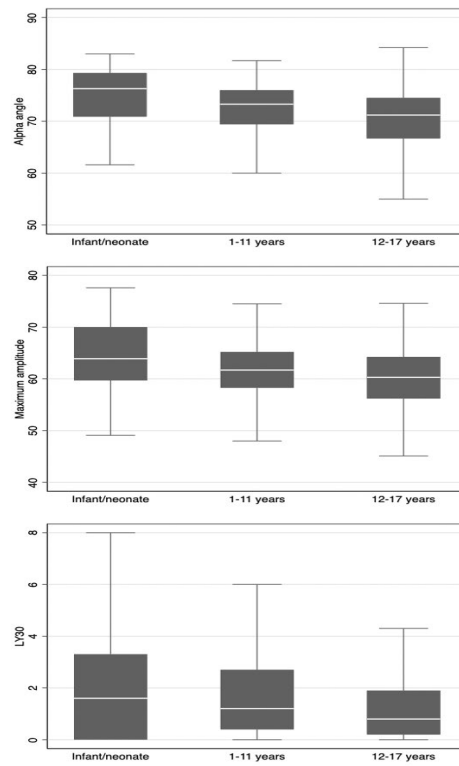 90
80
70
60
50
Alpha angle
Infant/neonate 1-11 years 12-17 years
80
70
60
50
40
Maximum amplitude
Infant/neonate 1-11 years 12-17 years
8
6
4
2
0
LY30
Infant/neonate 1-11 years 12-17 years